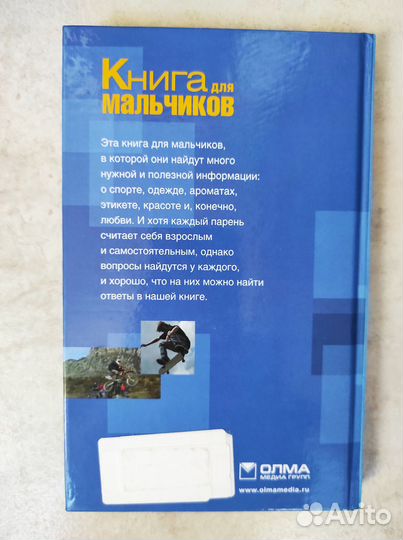 Книга для
мальчиков
Эта книга для мальчиков,
в которой они найдут много
нужной и полезной информации:
о спорте, одежде, ароматах,
этикете, красоте и, конечно,
любви. И хотя каждый парень
считает себя взрослым
и самостоятельным, однако
вопросы найдутся у каждого,
и хорошо, что на них можно найти
ответы в нашей книге.
ОЛМА
МЕДИА ГРУПП
www.olmamedia.ru
Avito